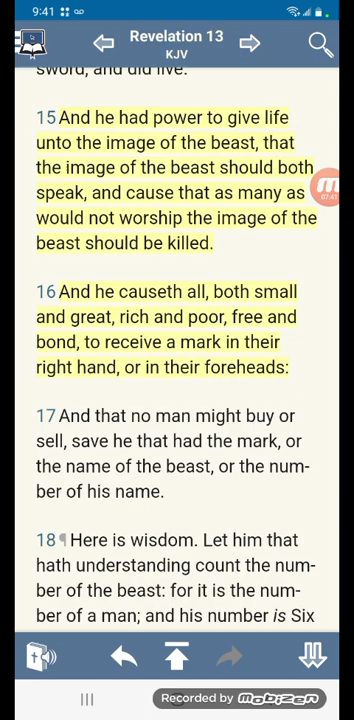 9:41
Revelation 13
KJV
sword, and did live.
15 And he had power to give life
unto the image of the beast, that
the image of the beast should both
speak, and cause that as many as
would not worship the image of the
beast should be killed.
16 And he causeth all, both small
and great, rich and poor, free and
bond, to receive a mark in their
right hand, or in their foreheads:
17 And that no man might buy or
sell, save he that had the mark, or
the name of the beast, or the num-
ber of his name.
18 ¶ Here is wisdom. Let him that
hath understanding count the num-
ber of the beast: for it is the num-
ber of a man; and his number is Six
m
07:41
Recorded by mobizen